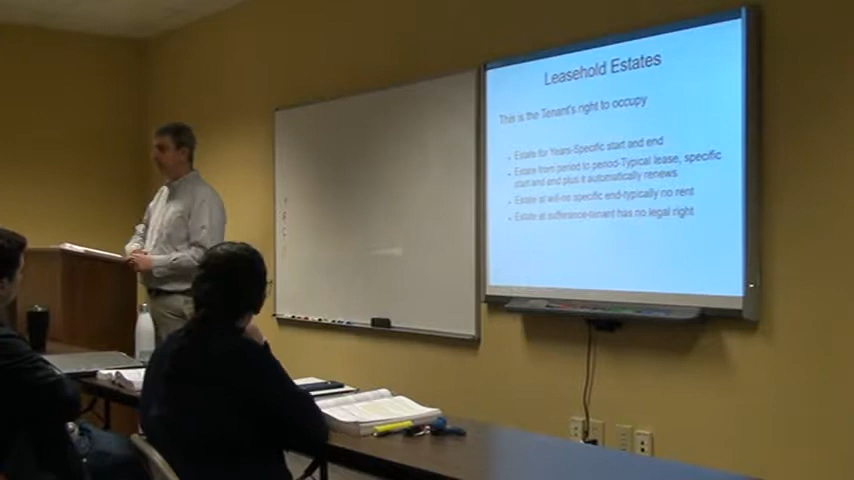 Leasehold Estates
This is the Tenant's right to occupy
Estate for Years-Specific start and end
Estate from period to period-Typical lease, specific
start and end plus it automatically renews
Estate at will-no specific end-typically no rent
Estate at sufferance-tenant has no legal right